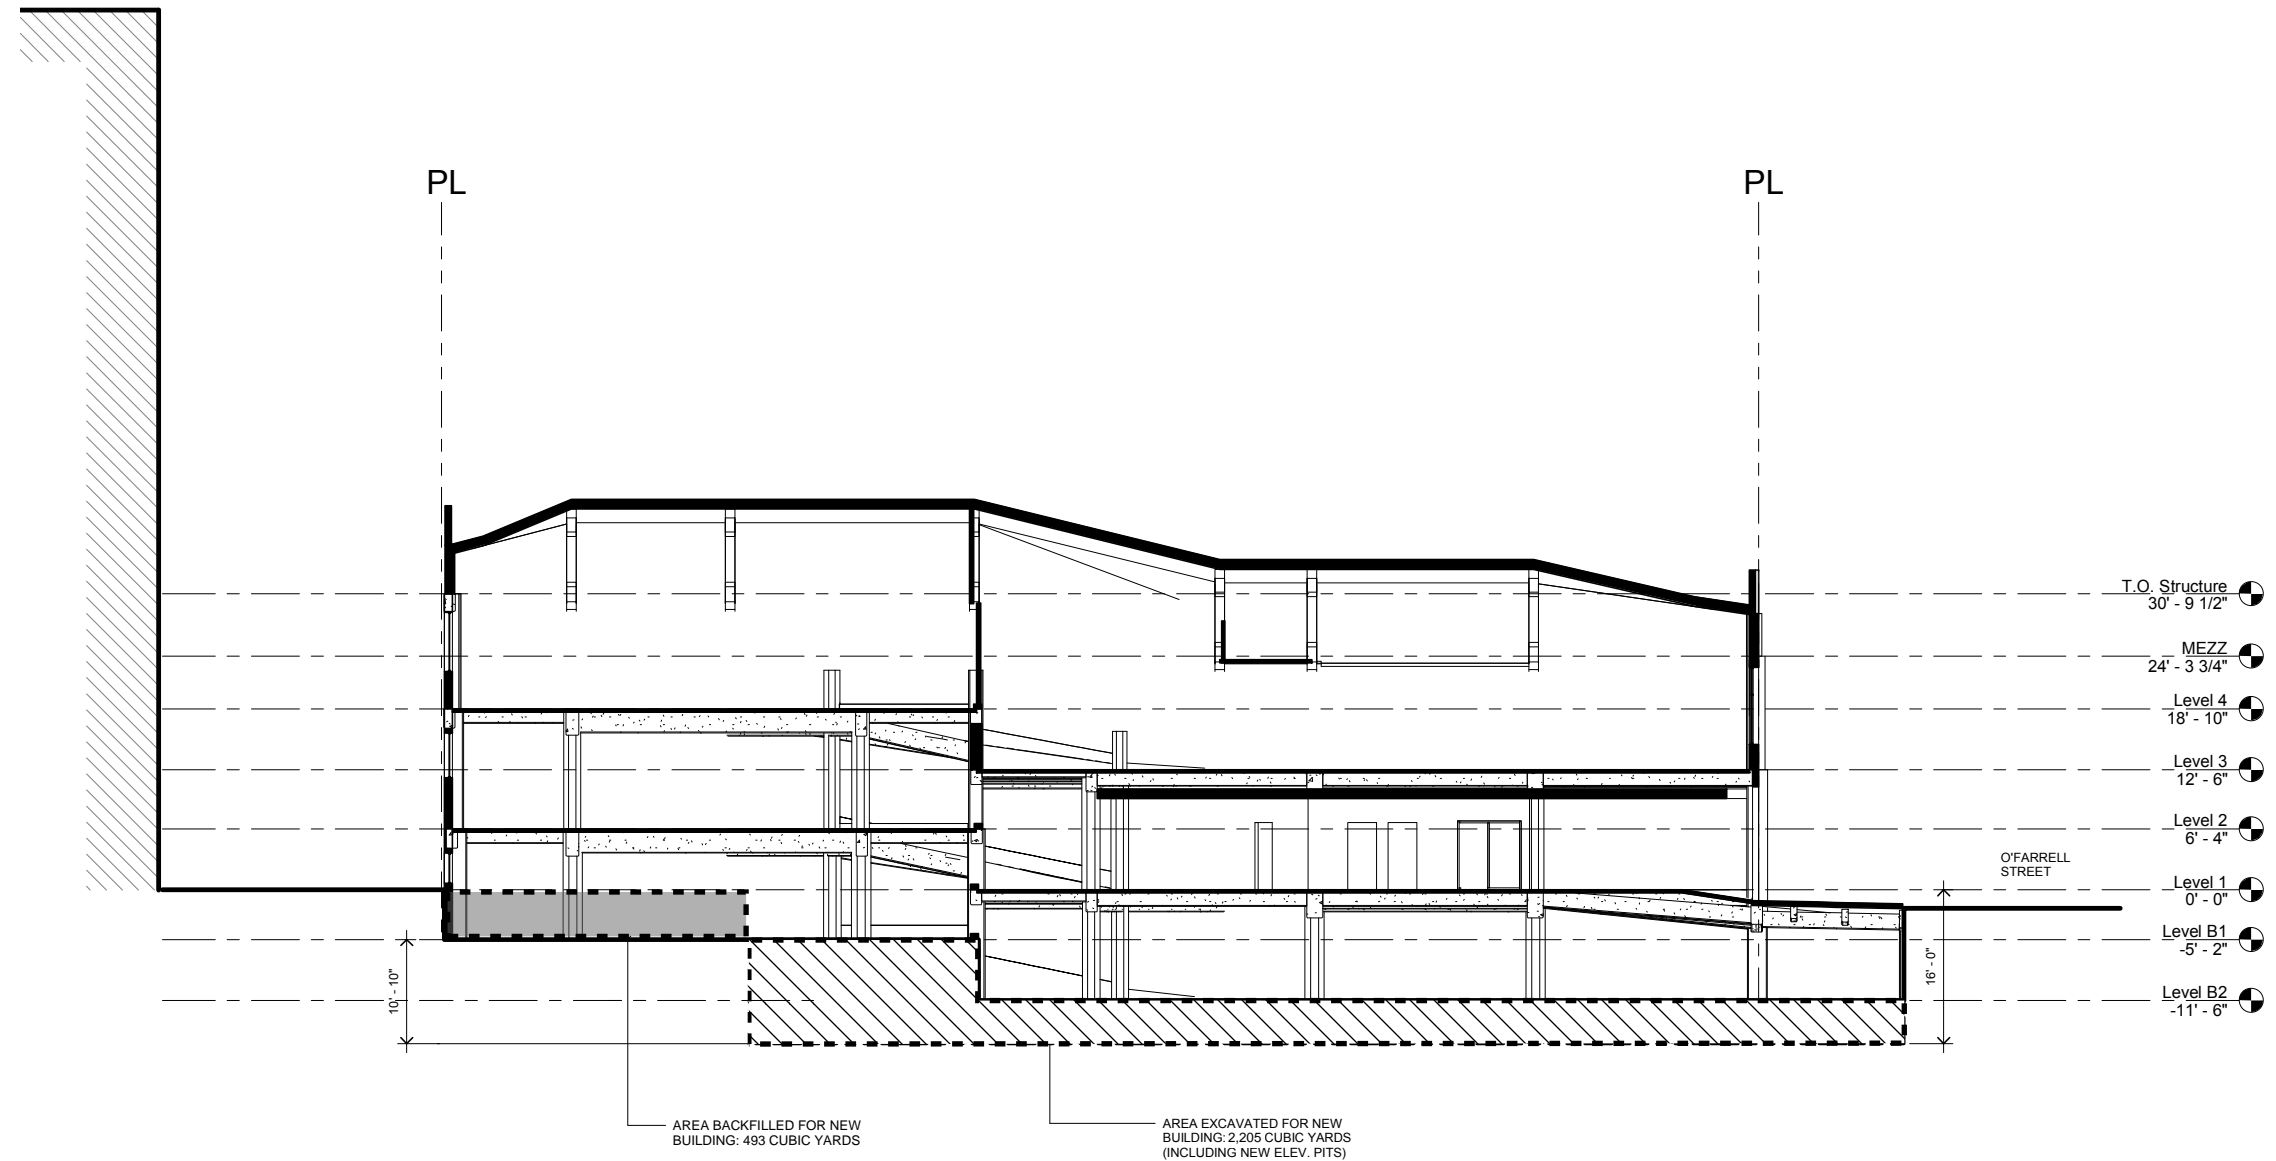 PL
PL
T.O. Structure
30' - 9 1/2"
MEZZ
24' - 3 3/4"
Level 4
18' - 10"
Level 3
12' - 6"
Level 2
6' - 4"
O'FARRELL
STREET
Level 1
0' - 0"
Level B1
-5' - 2"
Level B2
-11' - 6"
10' - 10"
16' - 0"
AREA BACKFILLED FOR NEW
BUILDING: 493 CUBIC YARDS
AREA EXCAVATED FOR NEW
BUILDING: 2,205 CUBIC YARDS
(INCLUDING NEW ELEV. PITS)